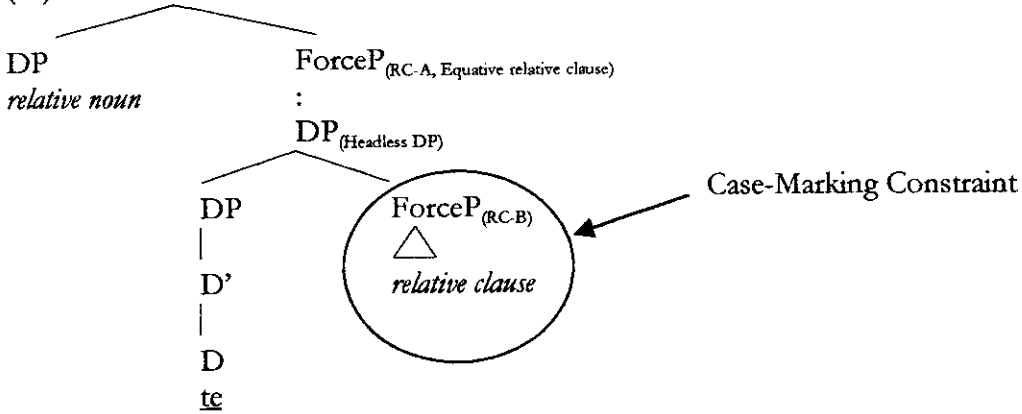 DP ForceP(RC-A, Equative relative clause)
relative noun :
DP(Headless DP)
Case-Marking Constraint
DP ForceP(RC-B)
D’ relative clause
D
te